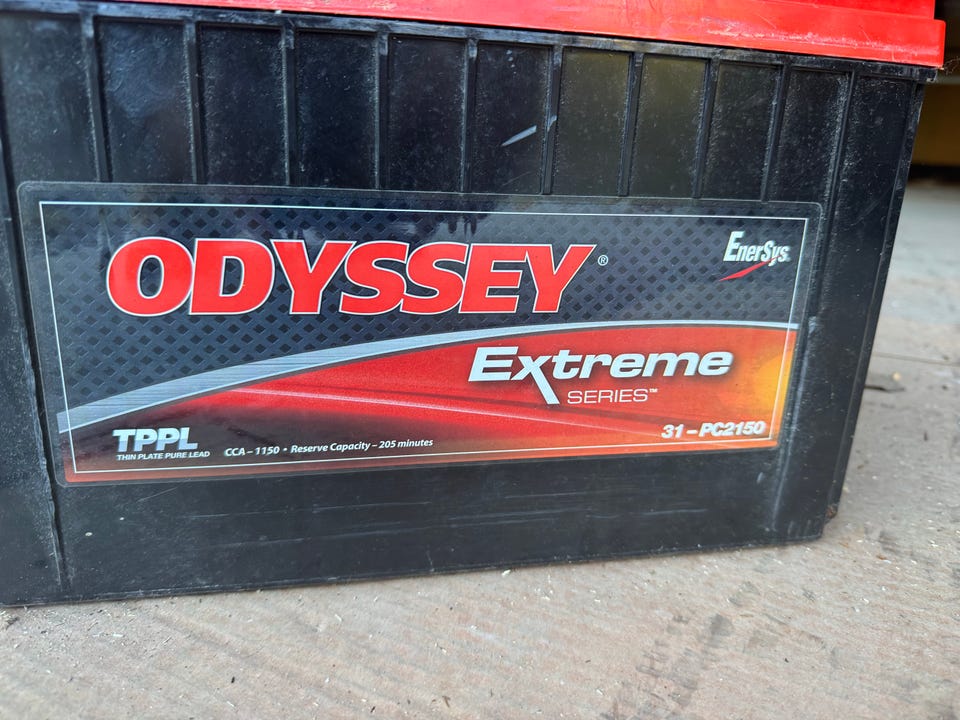 ODYSSEY®
EnerSys
Extreme
SERIES™
31 – PC2150
TPPL
THIN PLATE PURE LEAD
CCA – 1150 • Reserve Capacity – 205 minutes